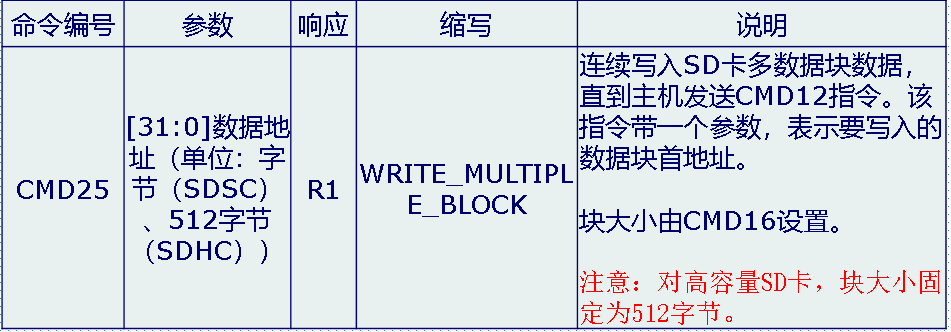 命令编号 参数 响应 缩写 说明
CMD25
[31:0]数据地
址（单位：字
节（SDSC）
、512字节
（SDHC））
R1
WRITE_MULTIPL
E_BLOCK
连续写入SD卡多数据块数据，
直到主机发送CMD12指令。该
指令带一个参数，表示要写入的
数据块首地址。
块大小由CMD16设置。
注意：对高容量SD卡，块大小固
定为512字节。